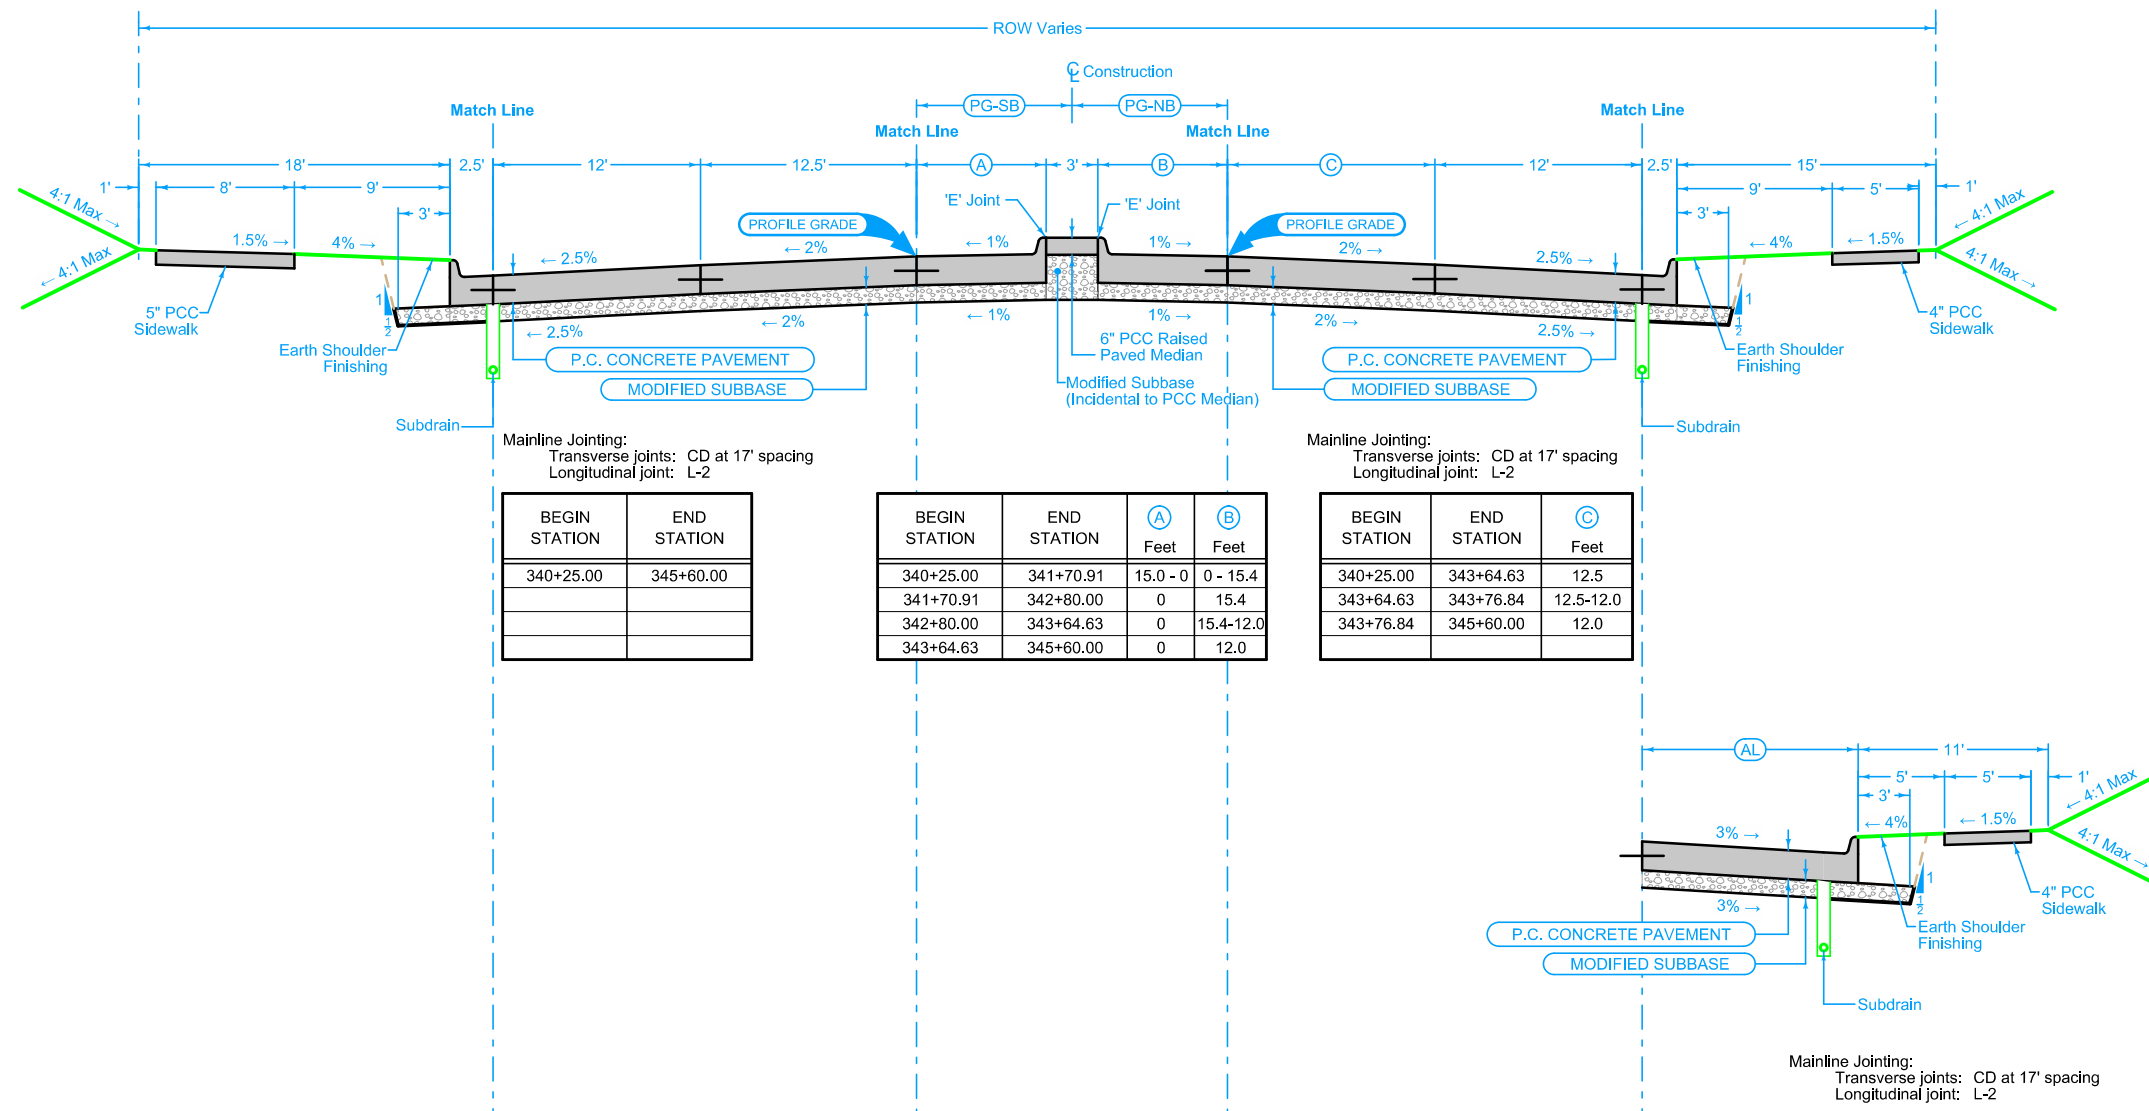 ROW Varies
℄ Construction
PG-SB
PG-NB
Match Line
Match LIne
Match LIne
Match Line
18'
2.5'
12'
12.5'
A
3'
B
C
12'
2.5'
15'
1'
8'
9'
3'
9'
5'
1'
3'
4:1 Max →
← 4:1 Max
1.5% →
4% →
← 2.5%
← 2%
← 1%
1% →
2% →
2.5% →
← 4%
← 1.5%
← 4:1 Max
4:1 Max →
'E' Joint
'E' Joint
PROFILE GRADE
PROFILE GRADE
5" PCC
Sidewalk
1
1/2
Earth Shoulder
Finishing
← 2.5%
← 2%
← 1%
1% →
2% →
2.5% →
1
1/2
4" PCC
Sidewalk
Earth Shoulder
Finishing
6" PCC Raised
Paved Median
Modified Subbase
(Incidental to PCC Median)
P.C. CONCRETE PAVEMENT
MODIFIED SUBBASE
P.C. CONCRETE PAVEMENT
MODIFIED SUBBASE
Subdrain
Subdrain
Mainline Jointing:
Transverse joints: CD at 17' spacing
Longitudinal joint: L-2
Mainline Jointing:
Transverse joints: CD at 17' spacing
Longitudinal joint: L-2
BEGIN STATION END STATION
340+25.00 345+60.00
BEGIN STATION END STATION A Feet B Feet
340+25.00 341+70.91 15.0 - 0 0 - 15.4
341+70.91 342+80.00 0 15.4
342+80.00 343+64.63 0 15.4-12.0
343+64.63 345+60.00 0 12.0
BEGIN STATION END STATION C Feet
340+25.00 343+64.63 12.5
343+64.63 343+76.84 12.5-12.0
343+76.84 345+60.00 12.0
AL
11'
5'
5'
1'
3'
3% →
← 4%
← 1.5%
← 4:1 Max
4:1 Max →
3% →
1
1/2
4" PCC
Sidewalk
Earth Shoulder
Finishing
P.C. CONCRETE PAVEMENT
MODIFIED SUBBASE
Subdrain
Mainline Jointing:
Transverse joints: CD at 17' spacing
Longitudinal joint: L-2